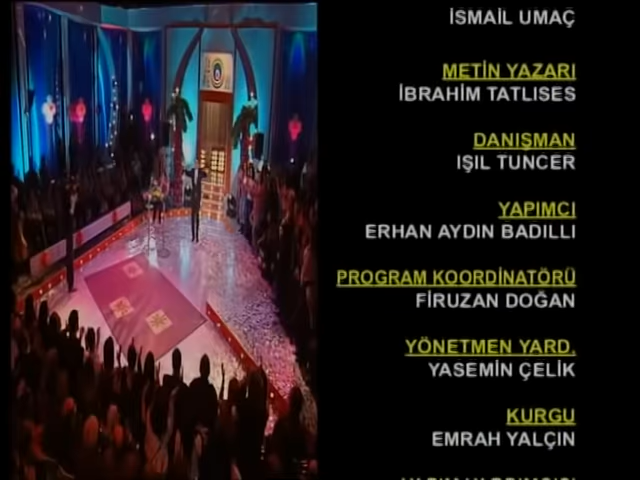 İSMAİL UMAÇ
METİN YAZARI
İBRAHİM TATLISES
DANIŞMAN
IŞIL TUNCER
YAPIMCI
ERHAN AYDIN BADILLI
PROGRAM KOORDİNATÖRÜ
FİRUZAN DOĞAN
YÖNETMEN YARD.
YASEMİN ÇELİK
KURGU
EMRAH YALÇIN